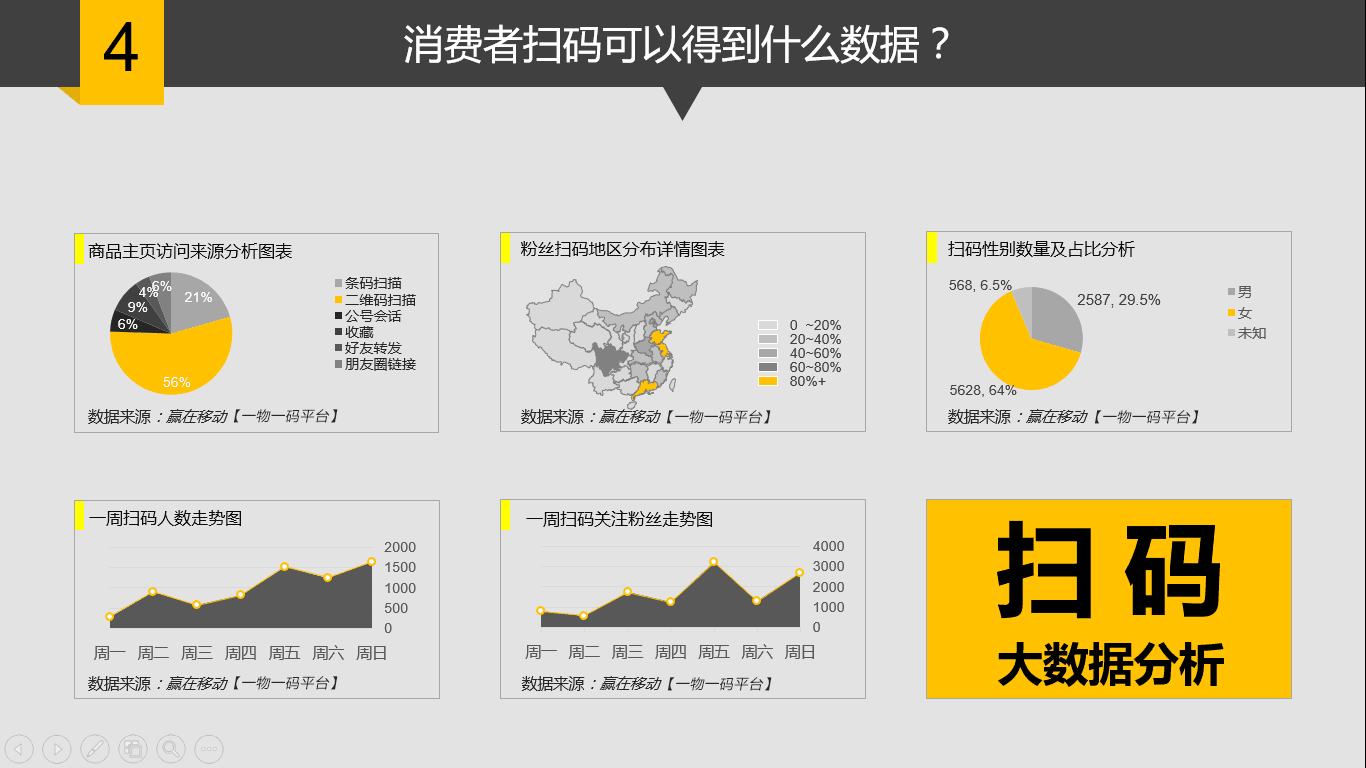 4
消费者扫码可以得到什么数据？
商品主页访问来源分析图表
6%
4%
9%
6%
21%
56%
条码扫描
二维码扫描
公号会话
收藏
好友转发
朋友圈链接
数据来源：赢在移动【一物一码平台】
粉丝扫码地区分布详情图表
0 ~20%
20~40%
40~60%
60~80%
80%+
数据来源：赢在移动【一物一码平台】
扫码性别数量及占比分析
568, 6.5%
2587, 29.5%
5628, 64%
男
女
未知
数据来源：赢在移动【一物一码平台】
一周扫码人数走势图
2000
1500
1000
500
0
周一 周二 周三 周四 周五 周六 周日
数据来源：赢在移动【一物一码平台】
一周扫码关注粉丝走势图
4000
3000
2000
1000
0
周一 周二 周三 周四 周五 周六 周日
数据来源：赢在移动【一物一码平台】
扫 码
大数据分析